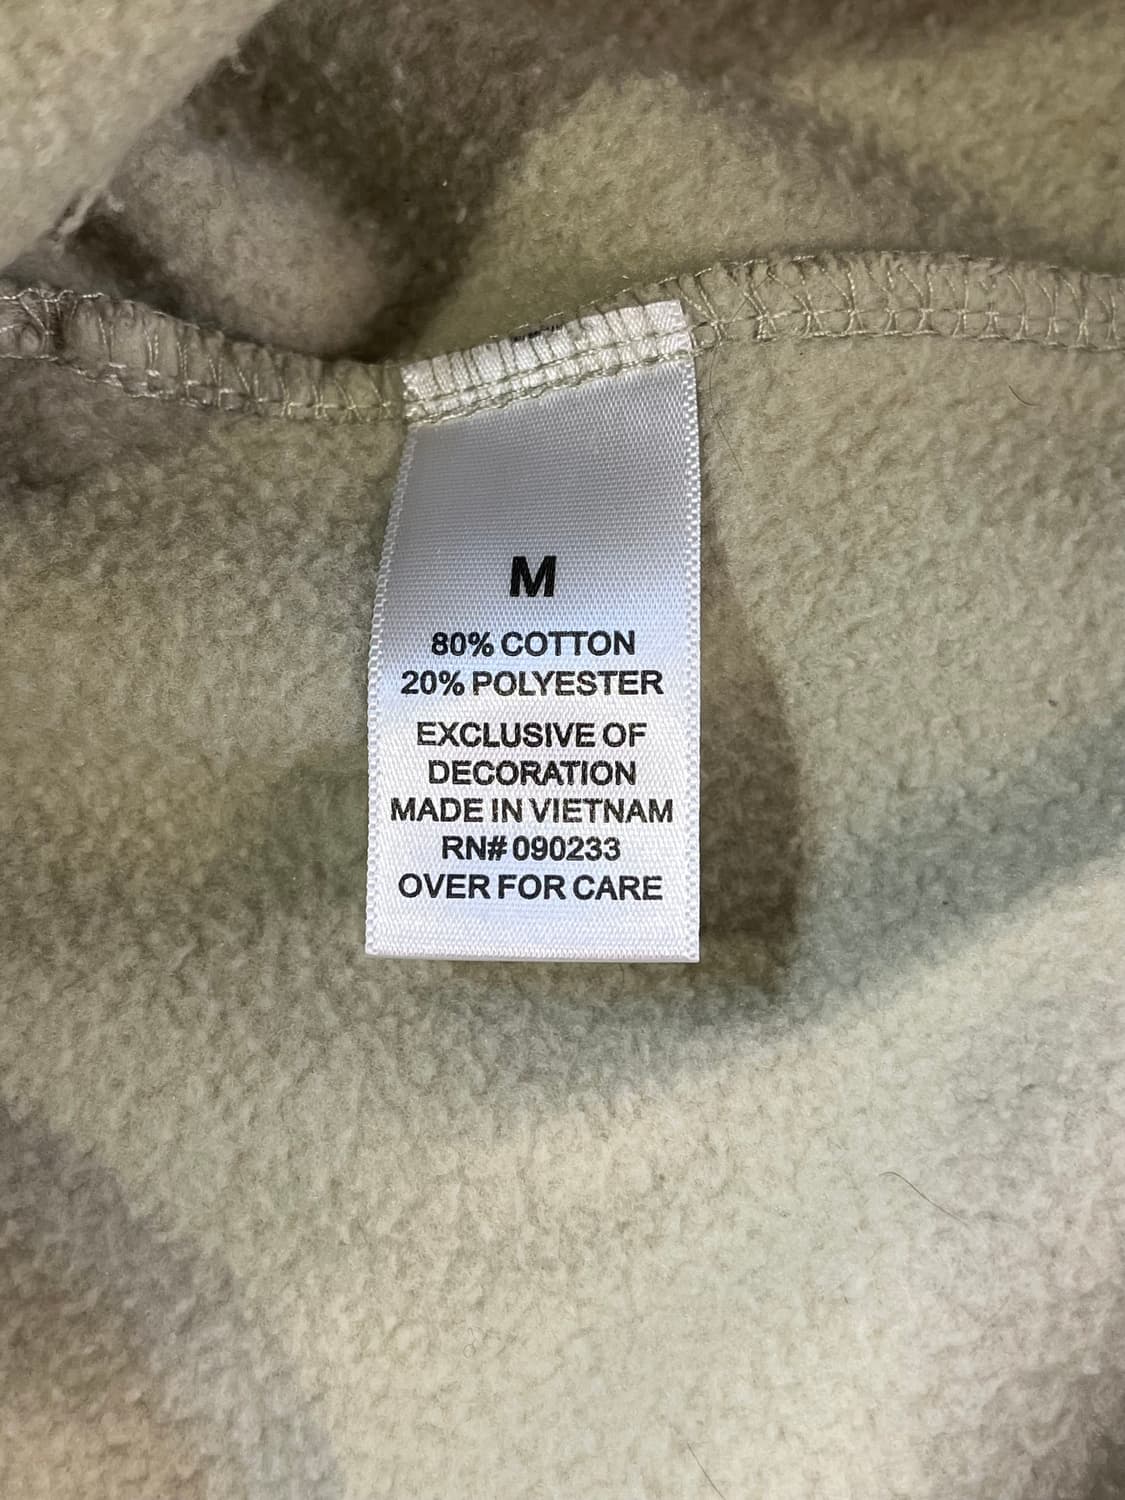 M
80% COTTON
20% POLYESTER
EXCLUSIVE OF
DECORATION
MADE IN VIETNAM
RN# 090233
OVER FOR CARE